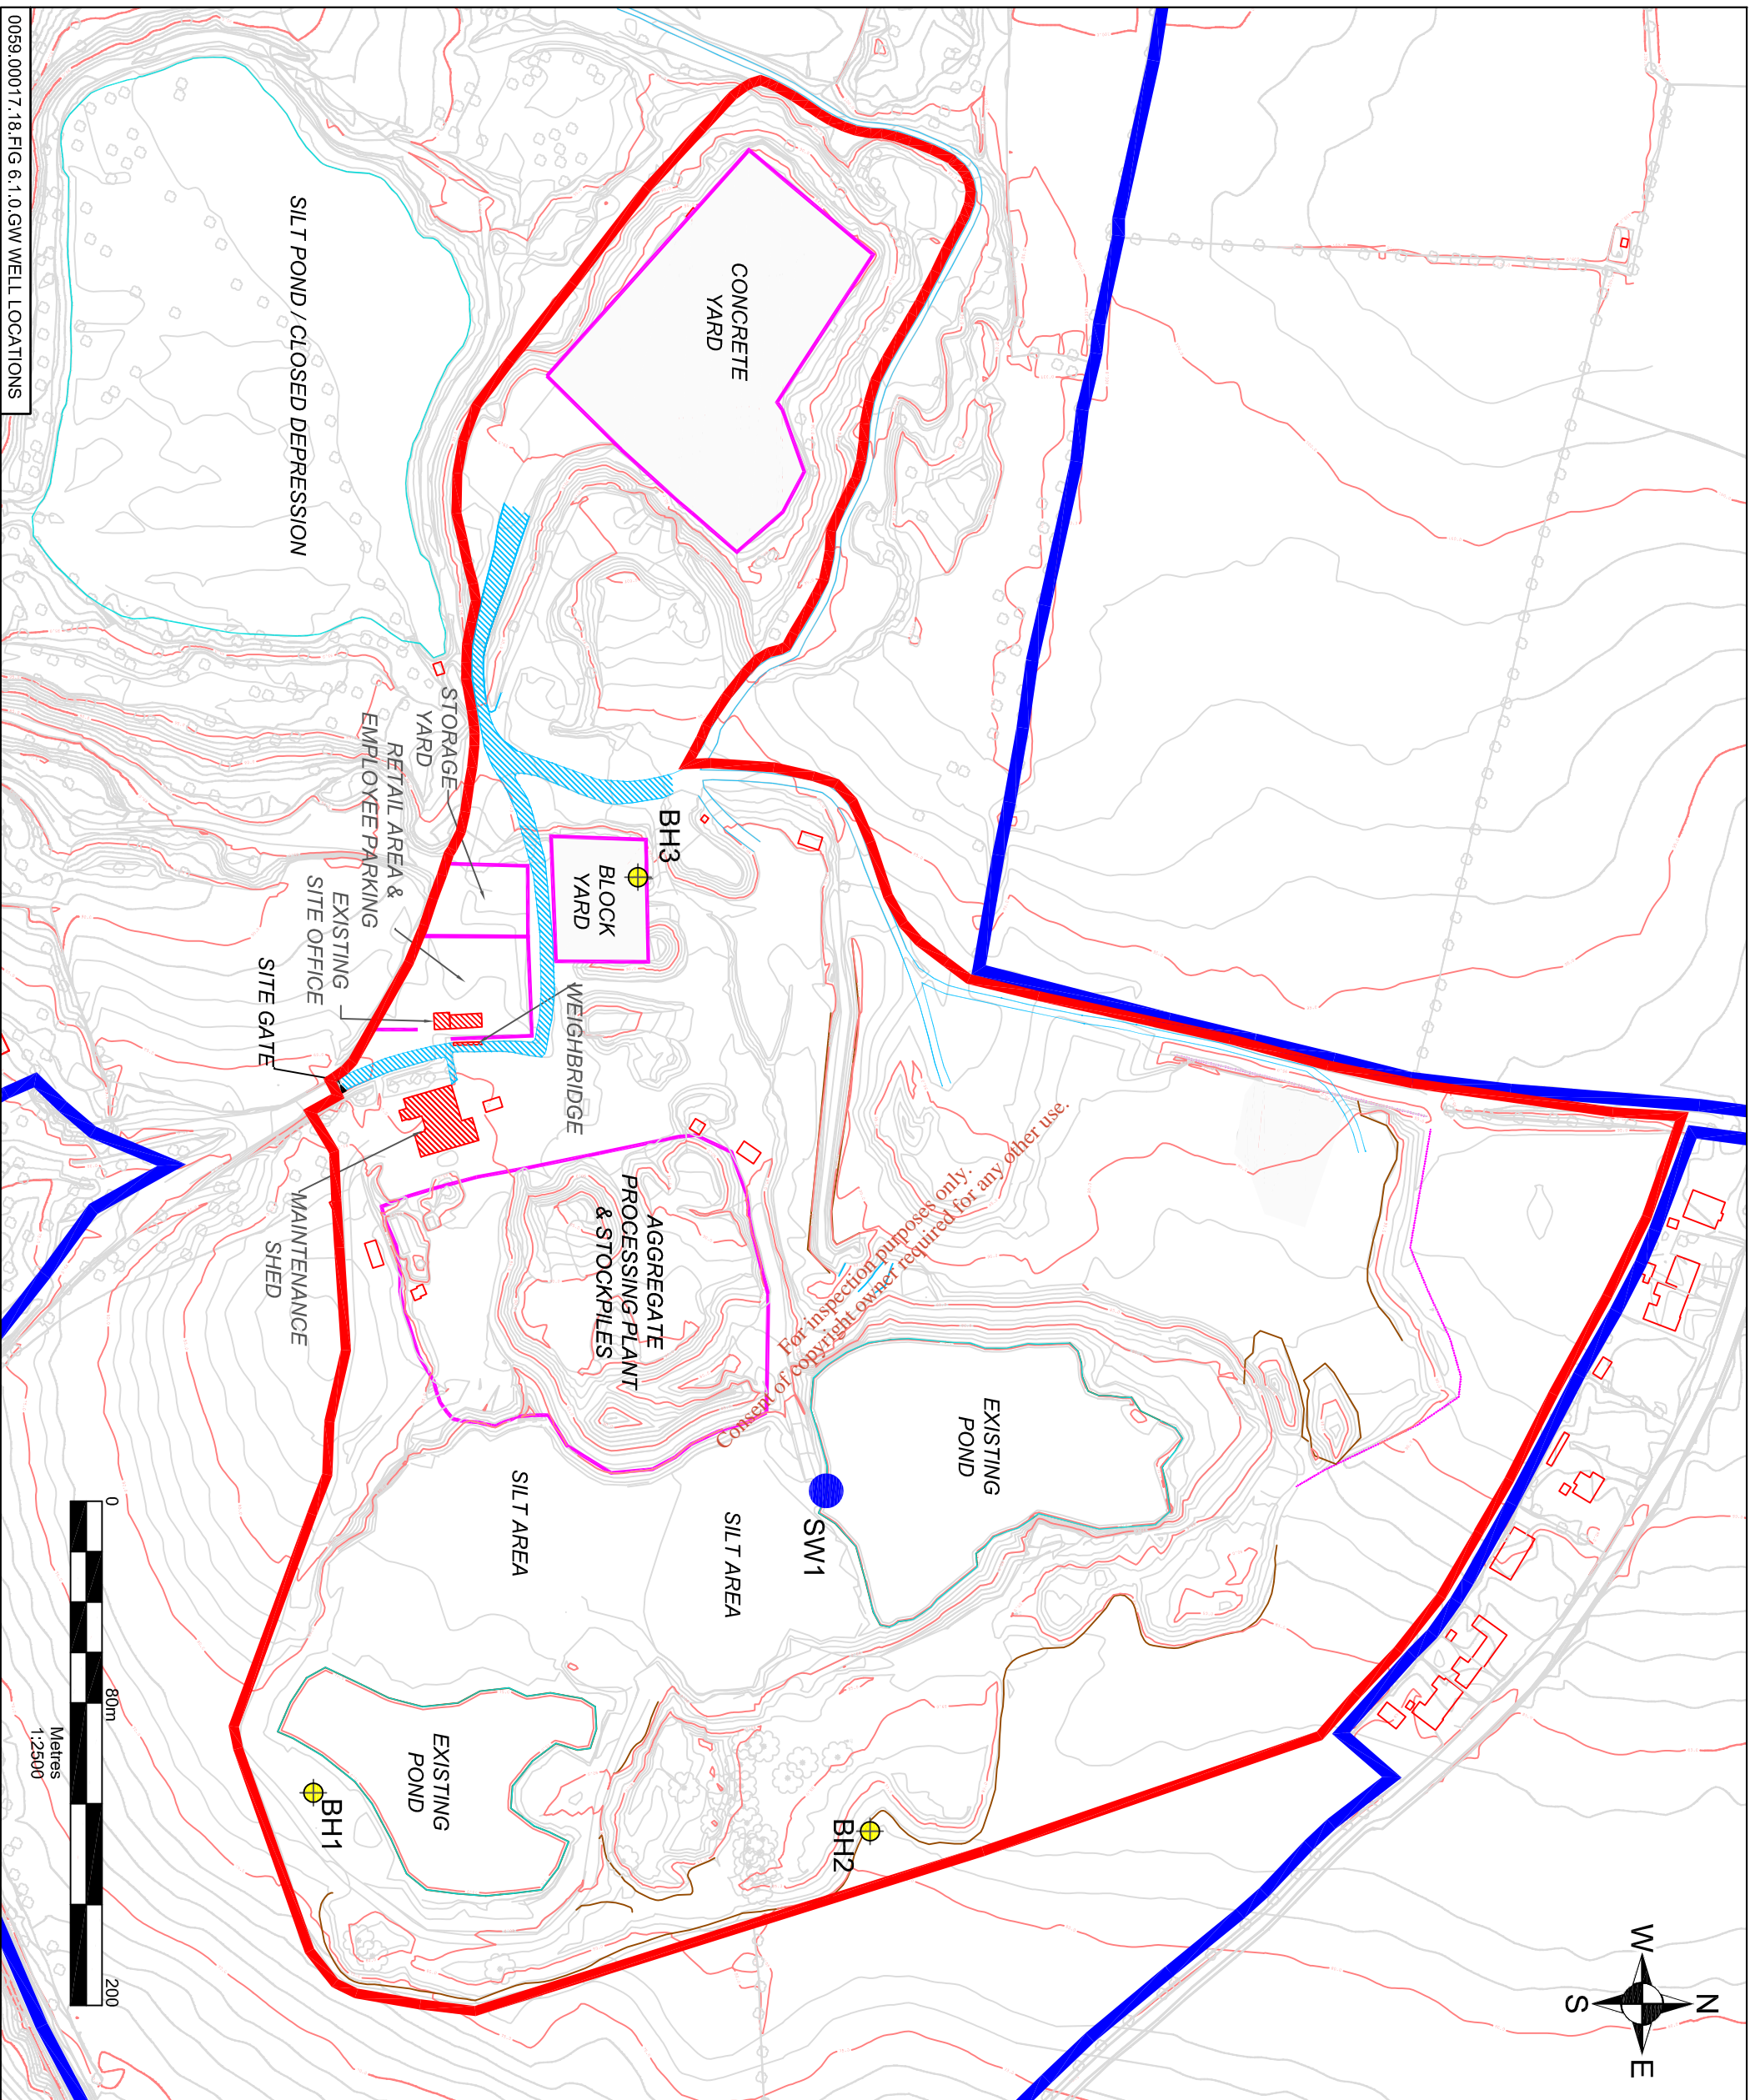 CONCRETE
YARD
SILT POND / CLOSED DEPRESSION
STORAGE
YARD
RETAIL AREA &
EMPLOYEE PARKING
EXISTING
SITE OFFICE
SITE GATE
BH3
BLOCK
YARD
WEIGHBRIDGE
MAINTENANCE
SHED
AGGREGATE
PROCESSING PLANT
& STOCKPILES
For inspection purposes only.
Consent of copyright owner required for any other use.
EXISTING
POND
SW1
SILT AREA
SILT AREA
EXISTING
POND
BH1
BH2
0
80m
200
Metres
1:2500
N
W
E
S
0059.00017.18.FIG 6.1.0.GW WELL LOCATIONS